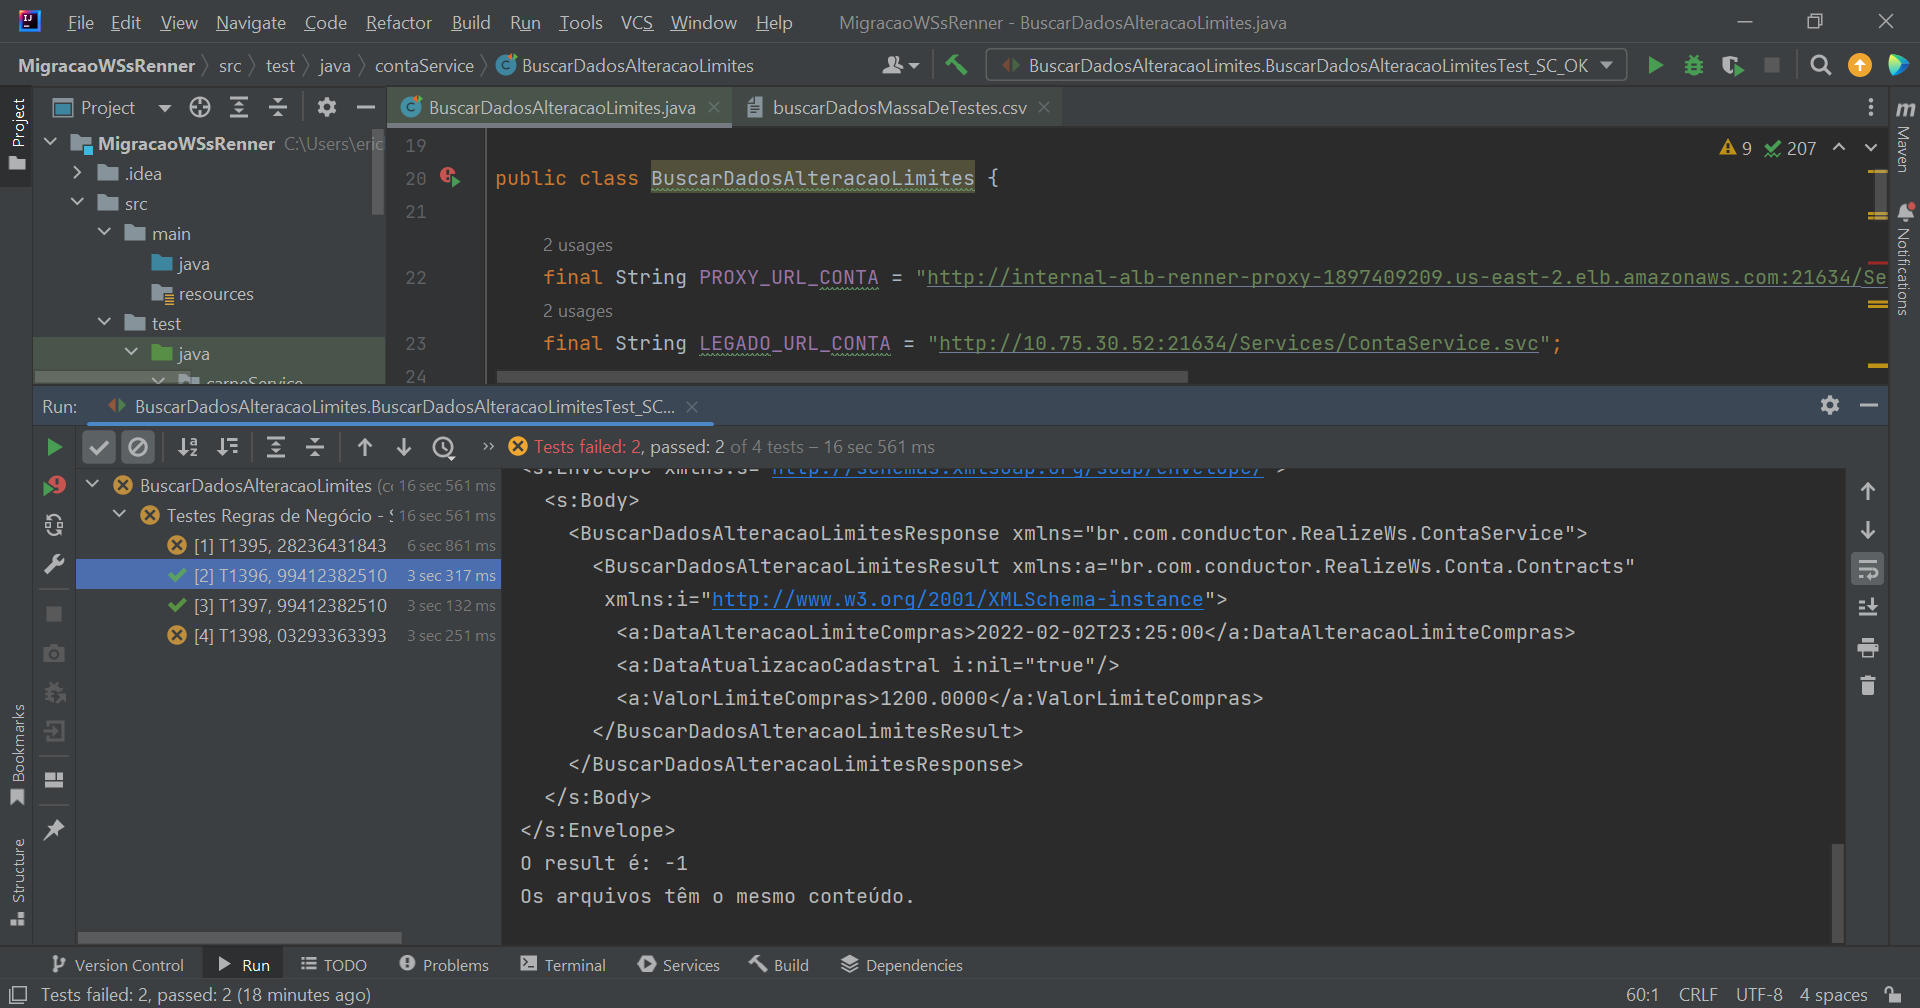 File Edit View Navigate Code Refactor Build Run Tools VCS Window Help MigracaoWSsRenner - BuscarDadosAlteracaoLimites.java
MigracaoWSsRenner src test java contaService BuscarDadosAlteracaoLimites BuscarDadosAlteracaoLimites.BuscarDadosAlteracaoLimitesTest_SC_OK
Project
Project
BuscarDadosAlteracaoLimites.java
buscarDadosMassaDeTestes.csv
Maven
Notifications
MigracaoWSsRenner C:\Users\eric
.idea
src
main
java
resources
test
java
carneService
9 207
19
20 public class BuscarDadosAlteracaoLimites {
21
2 usages
22 final String PROXY_URL_CONTA = "http://internal-alb-renner-proxy-1897409209.us-east-2.elb.amazonaws.com:21634/Se
2 usages
23 final String LEGADO_URL_CONTA = "http://10.75.30.52:21634/Services/ContaService.svc";
24
Run: BuscarDadosAlteracaoLimites.BuscarDadosAlteracaoLimitesTest_SC...
Tests failed: 2, passed: 2 of 4 tests – 16 sec 561 ms
BuscarDadosAlteracaoLimites (co 16 sec 561 ms
Testes Regras de Negócio - S 16 sec 561 ms
[1] T1395, 28236431843 6 sec 861 ms
[2] T1396, 99412382510 3 sec 317 ms
[3] T1397, 99412382510 3 sec 132 ms
[4] T1398, 03293363393 3 sec 251 ms
<s:Envelope xmlns:s="http://schemas.xmlsoap.org/soap/envelope/">
<s:Body>
<BuscarDadosAlteracaoLimitesResponse xmlns="br.com.conductor.RealizeWs.ContaService">
<BuscarDadosAlteracaoLimitesResult xmlns:a="br.com.conductor.RealizeWs.Conta.Contracts"
xmlns:i="http://www.w3.org/2001/XMLSchema-instance">
<a:DataAlteracaoLimiteCompras>2022-02-02T23:25:00</a:DataAlteracaoLimiteCompras>
<a:DataAtualizacaoCadastral i:nil="true"/>
<a:ValorLimiteCompras>1200.0000</a:ValorLimiteCompras>
</BuscarDadosAlteracaoLimitesResult>
</BuscarDadosAlteracaoLimitesResponse>
</s:Body>
</s:Envelope>
O result é: -1
Os arquivos têm o mesmo conteúdo.
Bookmarks
Structure
Version Control Run TODO Problems Terminal Services Build Dependencies
Tests failed: 2, passed: 2 (18 minutes ago) 60:1 CRLF UTF-8 4 spaces